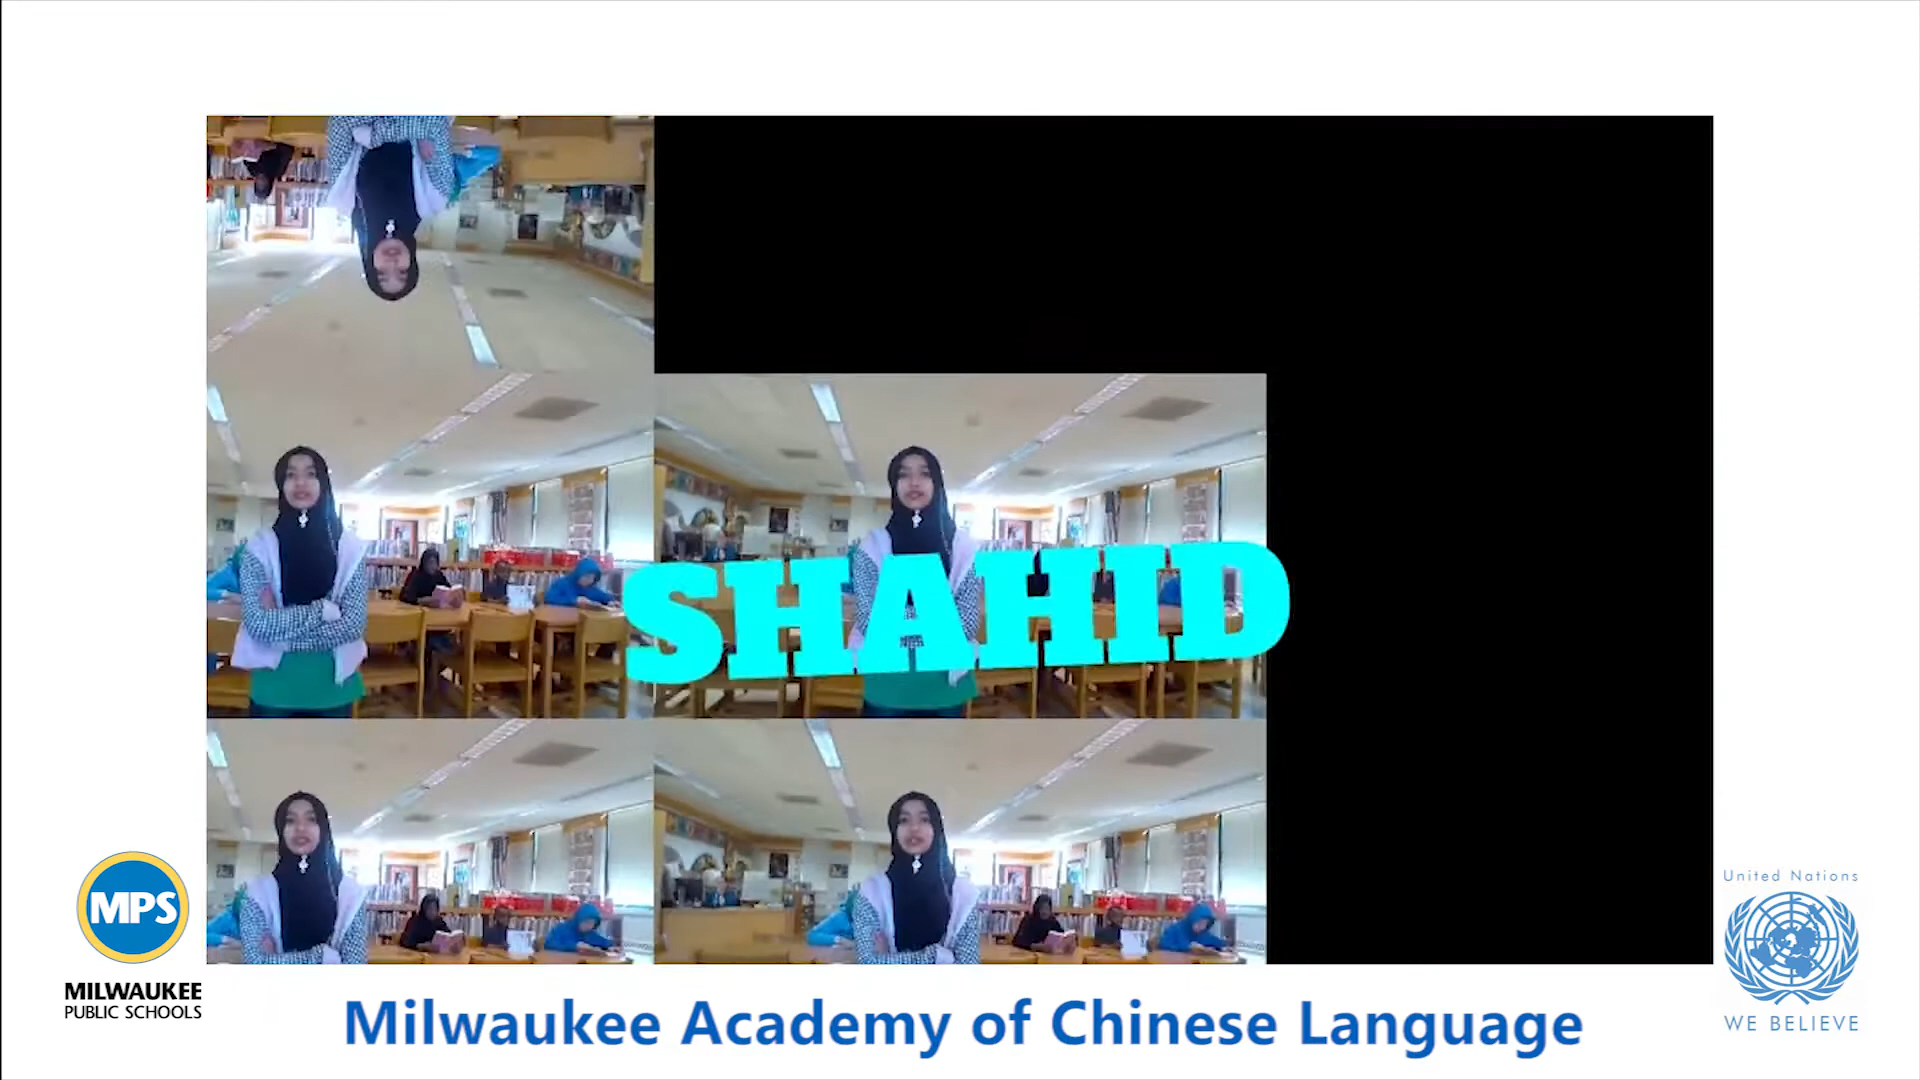 SHAHID
MPS
MILWAUKEE
PUBLIC SCHOOLS
Milwaukee Academy of Chinese Language
United Nations
WE BELIEVE